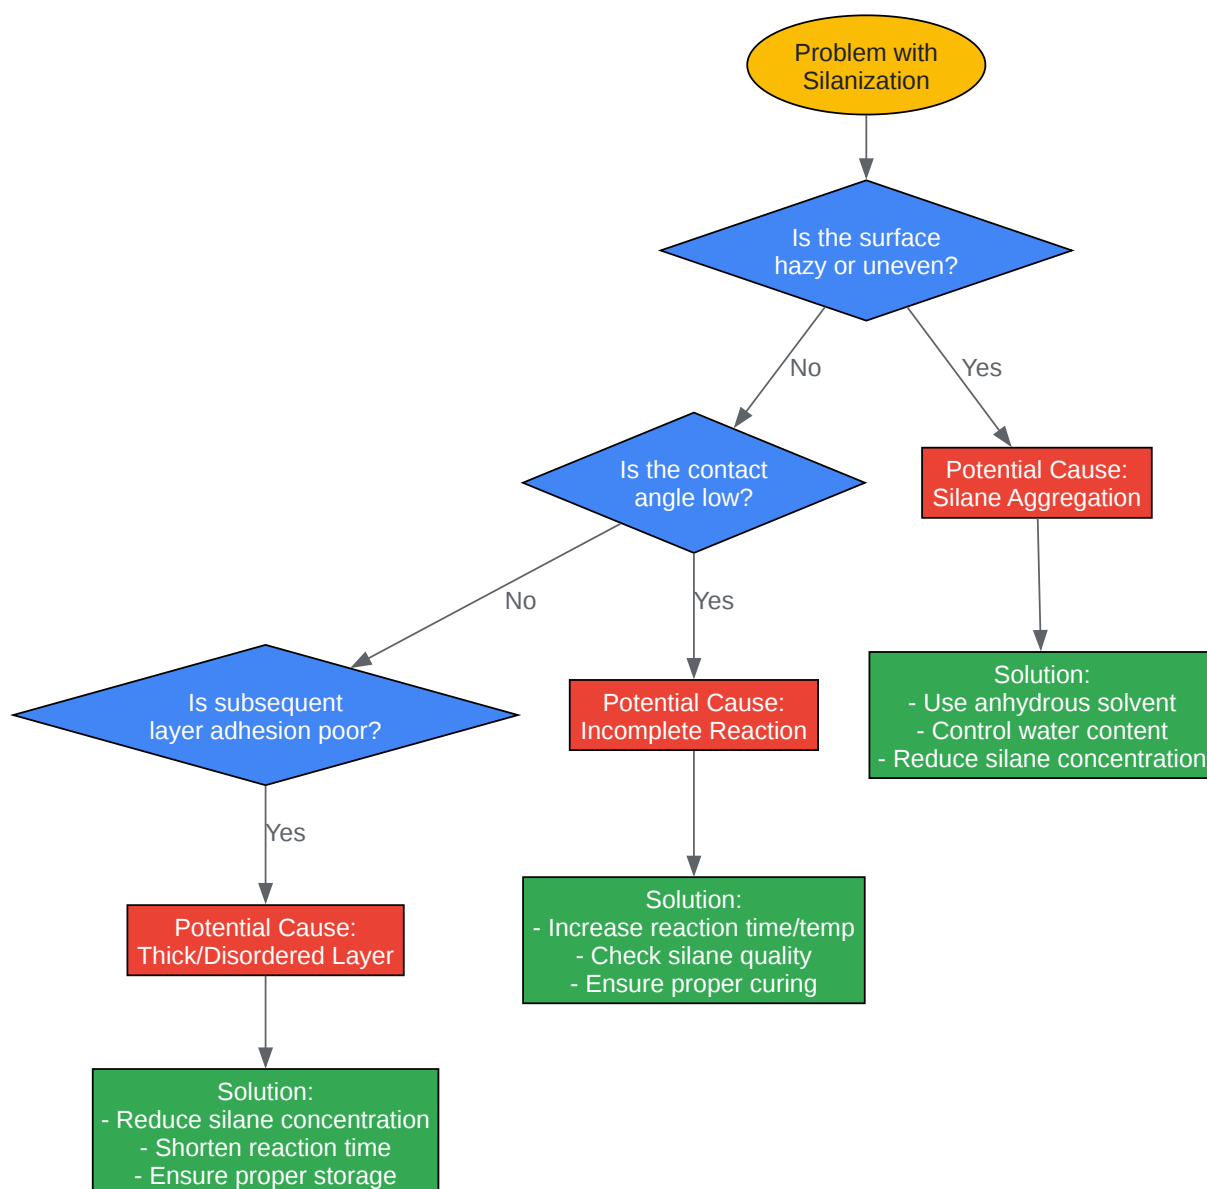 Problem with
Silanization
Is the surface
hazy or uneven?
No
Yes
Is the contact
angle low?
Potential Cause:
Silane Aggregation
No
Yes
Is subsequent
layer adhesion poor?
Potential Cause:
Incomplete Reaction
Solution:
- Use anhydrous solvent
- Control water content
- Reduce silane concentration
Yes
Potential Cause:
Thick/Disordered Layer
Solution:
- Increase reaction time/temp
- Check silane quality
- Ensure proper curing
Solution:
- Reduce silane concentration
- Shorten reaction time
- Ensure proper storage